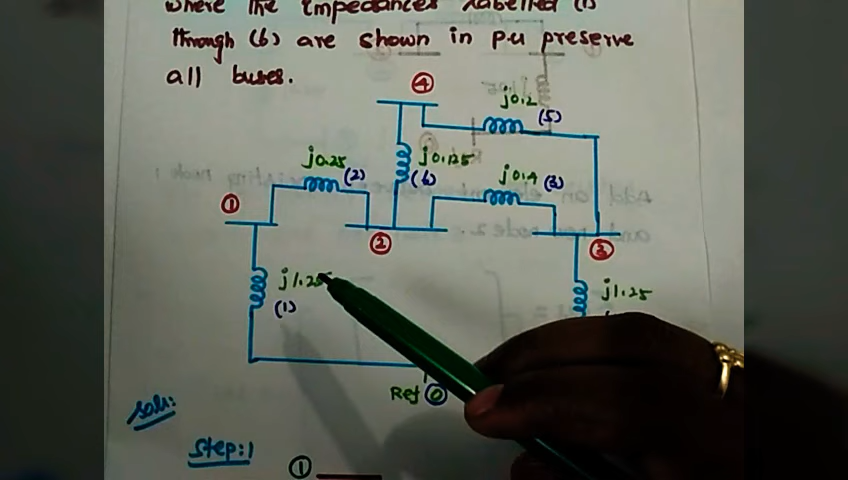 where the impedances labelled (1)
through (6) are shown in p.u preserve
all buses.
④
j0.2
(5)
j0.25
(2)
j0.125
(6)
j0.4
(3)
①
②
③
j1.25
(1)
j1.25
Ref ⓪
Soln:
Step:1
①